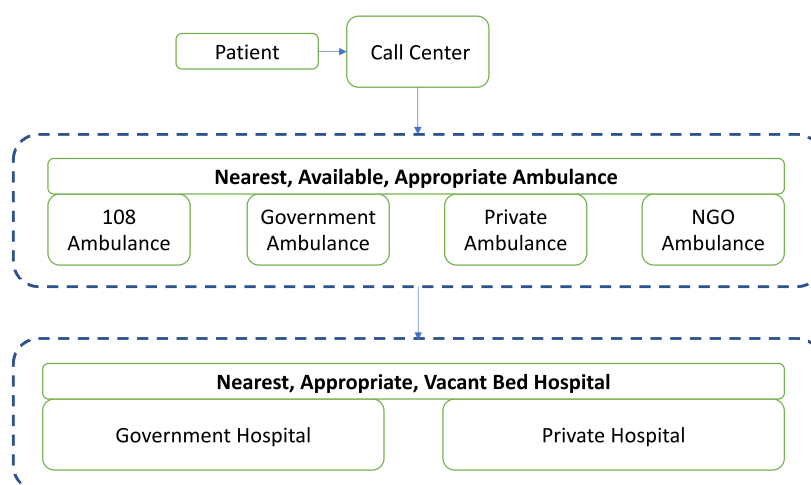 Patient
Call Center
Nearest, Available, Appropriate Ambulance
108
Ambulance
Government
Ambulance
Private
Ambulance
NGO
Ambulance
Nearest, Appropriate, Vacant Bed Hospital
Government Hospital
Private Hospital